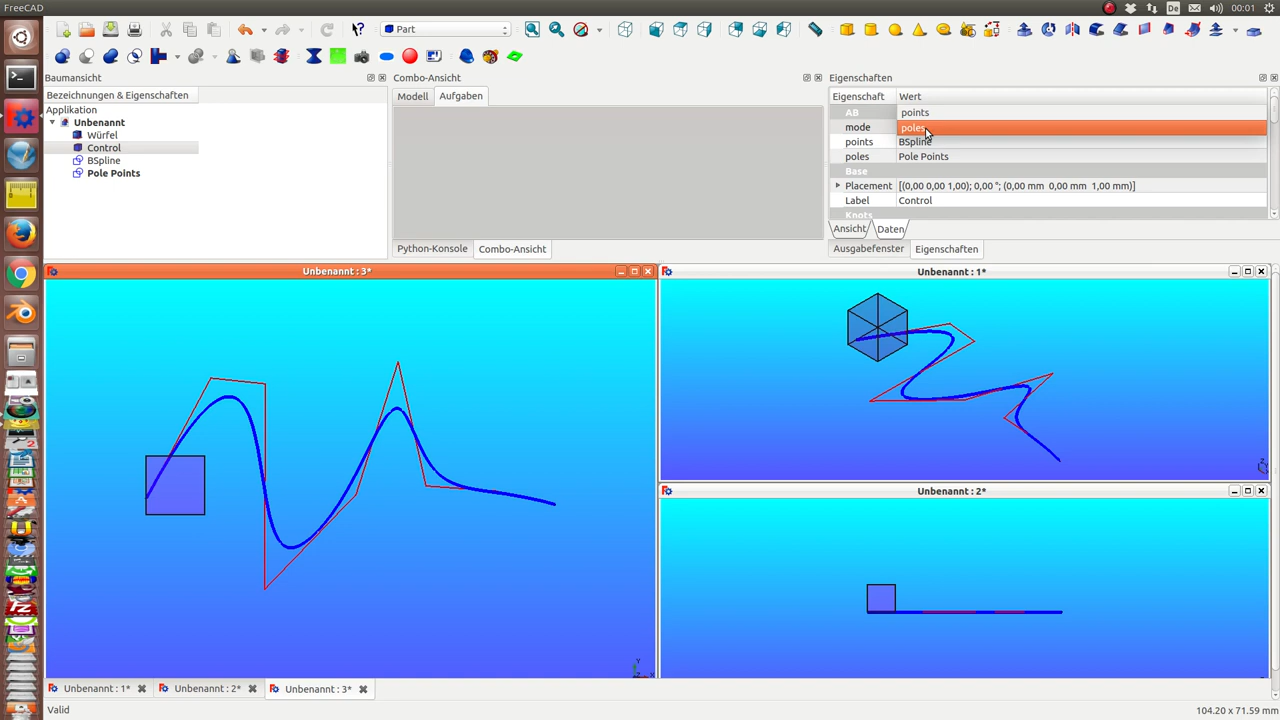 FreeCAD
De
00:01
Part
Baumansicht
Bezeichnungen & Eigenschaften
Applikation
Unbenannt
Würfel
Control
BSpline
Pole Points
Combo-Ansicht
Modell
Aufgaben
Python-Konsole
Combo-Ansicht
Eigenschaften
Eigenschaft Wert
AB points
mode poles
points BSpline
poles Pole Points
Base
Placement [(0,00 0,00 1,00); 0,00 °; (0,00 mm 0,00 mm 1,00 mm)]
Label Control
Knots
Ansicht
Daten
Ausgabefenster
Eigenschaften
Unbenannt : 3*
Unbenannt : 1*
Unbenannt : 2*
Unbenannt : 1*
Unbenannt : 2*
Unbenannt : 3*
Valid
104.20 x 71.59 mm